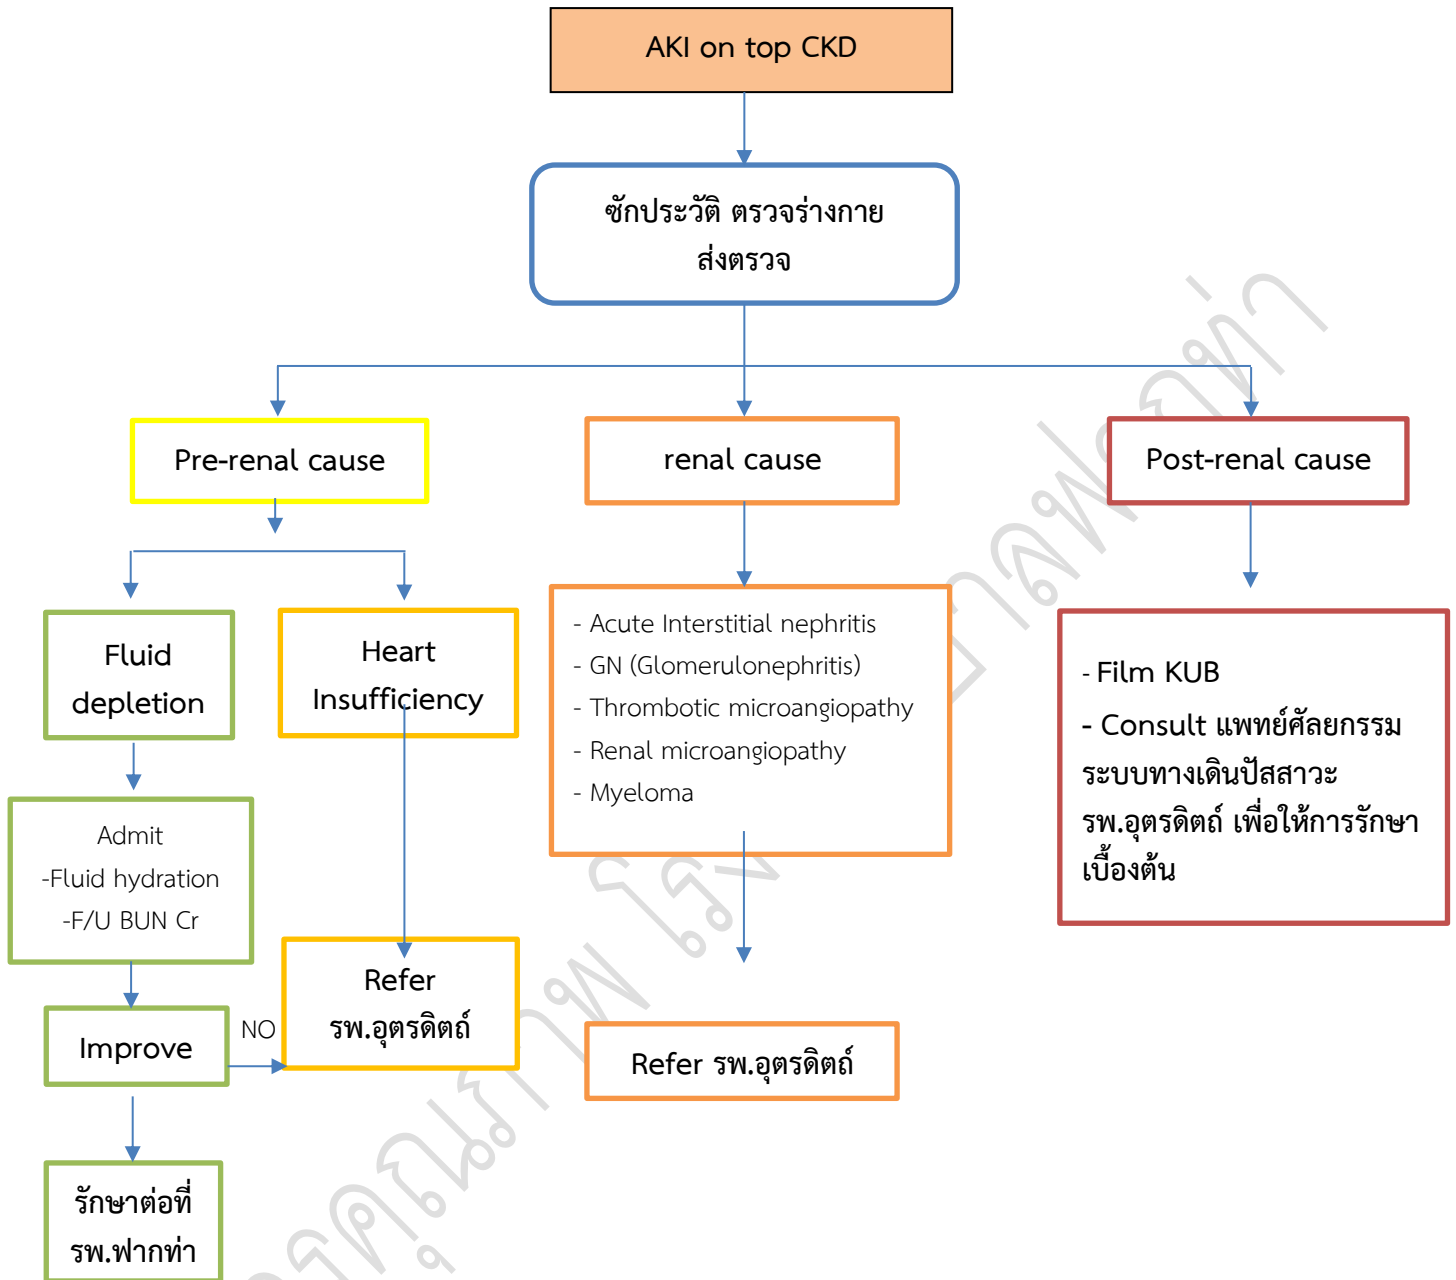 AKI on top CKD
ซักประวัติ ตรวจร่างกาย
ส่งตรวจ
Pre-renal cause
renal cause
Post-renal cause
Fluid
depletion
Heart
Insufficiency
- Acute Interstitial nephritis
- GN (Glomerulonephritis)
- Thrombotic microangiopathy
- Renal microangiopathy
- Myeloma
- Film KUB
- Consult แพทย์ศัลยกรรม
ระบบทางเดินปัสสาวะ
รพ.อุตรดิตถ์ เพื่อให้การรักษา
เบื้องต้น
Admit
-Fluid hydration
-F/U BUN Cr
Improve
NO
Refer
รพ.อุตรดิตถ์
Refer รพ.อุตรดิตถ์
รักษาต่อที่
รพ.ฟากท่า